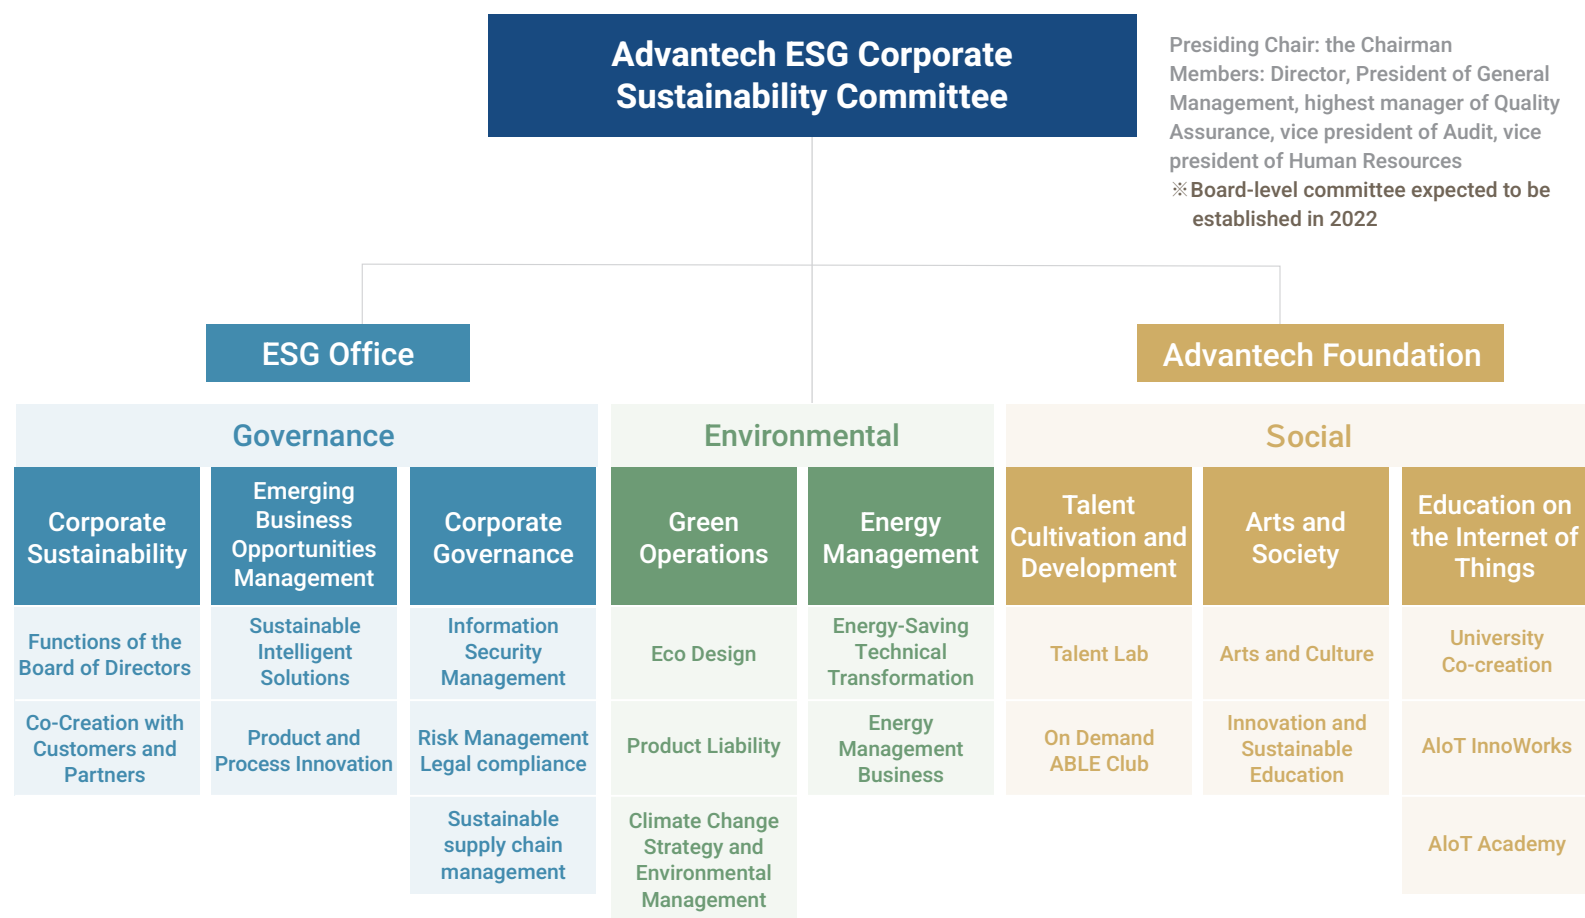 Advantech ESG Corporate
Sustainability Committee
Presiding Chair: the Chairman
Members: Director, President of General
Management, highest manager of Quality
Assurance, vice president of Audit, vice
president of Human Resources
※Board-level committee expected to be
established in 2022
ESG Office
Advantech Foundation
Governance
Environmental
Social
Corporate
Sustainability
Emerging
Business
Opportunities
Management
Corporate
Governance
Green
Operations
Energy
Management
Talent
Cultivation and
Development
Arts and
Society
Education on
the Internet of
Things
Functions of the
Board of Directors
Sustainable
Intelligent
Solutions
Information
Security
Management
Eco Design
Energy-Saving
Technical
Transformation
Talent Lab
Arts and Culture
University
Co-creation
Co-Creation with
Customers and
Partners
Product and
Process Innovation
Risk Management
Legal compliance
Product Liability
Energy
Management
Business
On Demand
ABLE Club
Innovation and
Sustainable
Education
AIoT InnoWorks
Sustainable
supply chain
management
Climate Change
Strategy and
Environmental
Management
AIoT Academy